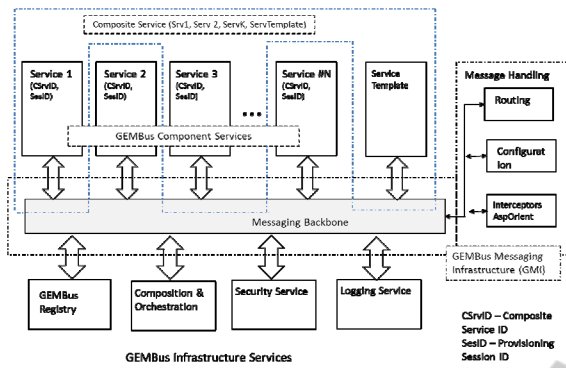 Composite Service (Srv1, Serv 2, ServK, ServTemplate)
Service 1
(CSrvID,
SesID)
Service 2
(CSrvID,
SesID)
Service 3
(CSrvID,
SesID)
...
Service #N
(CSrvID,
SesID)
Service
Template
GEMBus Component Services
Message Handling
Routing
Configurat
ion
Interceptors
AspOrient
Messaging Backbone
GEMBus Messaging
Infrastructure (GMI)
GEMBus
Registry
Composition &
Orchestration
Security Service
Logging Service
CSrvID – Composite
Service ID
SesID – Provisioning
Session ID
GEMBus Infrastructure Services